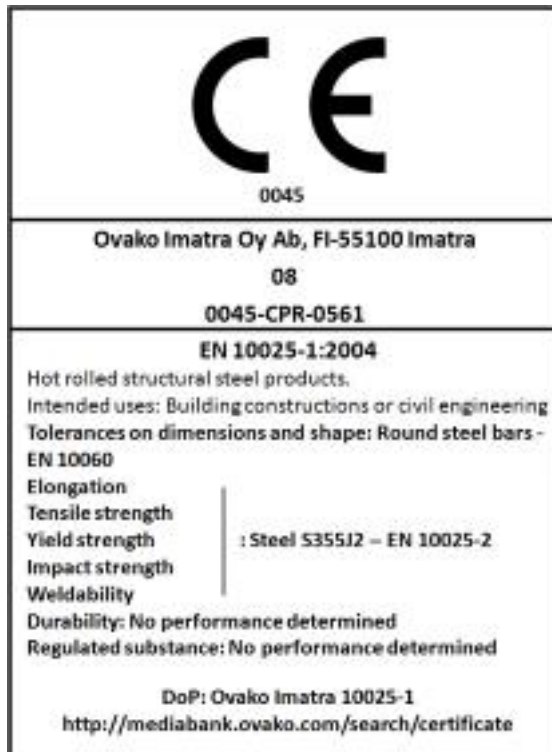 CE
0045
Ovako Imatra Oy Ab, FI-55100 Imatra
08
0045-CPR-0561
EN 10025-1:2004
Hot rolled structural steel products.
Intended uses: Building constructions or civil engineering
Tolerances on dimensions and shape: Round steel bars -
EN 10060
Elongation
Tensile strength
Yield strength : Steel S355J2 – EN 10025-2
Impact strength
Weldability
Durability: No performance determined
Regulated substance: No performance determined
DoP: Ovako Imatra 10025-1
http://mediabank.ovako.com/search/certificate